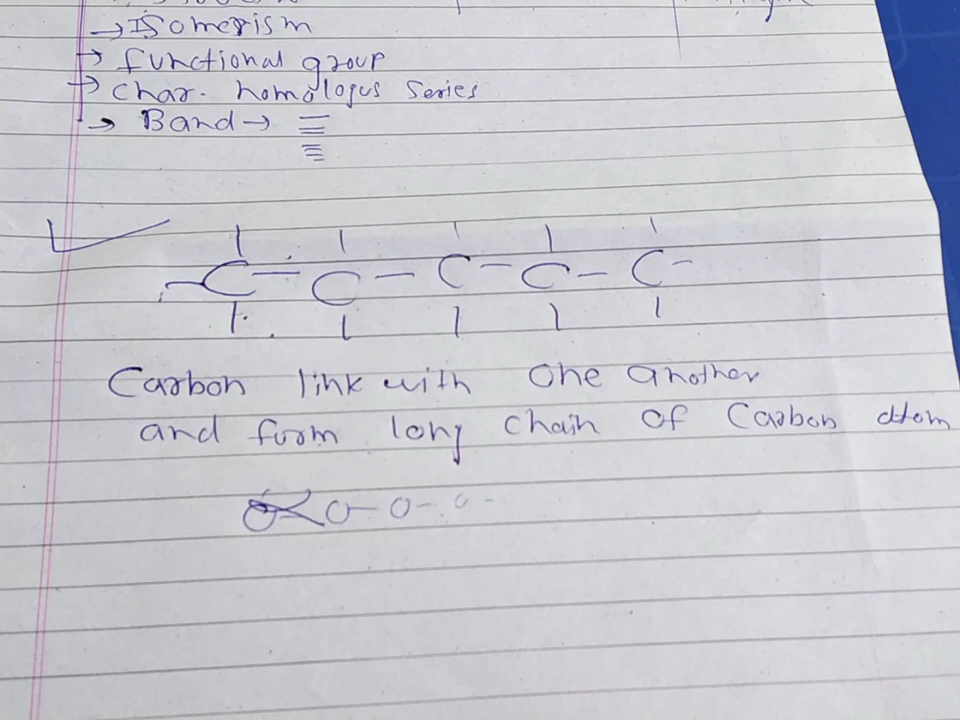 → Isomerism
→ functional group
→ char. homologus series
→ Band →
– C – C – C – C – C –
Carbon link with one another
and form long chain of Carbon atom